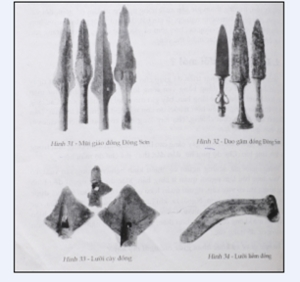 Hình 31 - Mũi giáo đồng Đông Sơn
Hình 32 - Dao găm đồng Đông Sơn
Hình 33 - Lưỡi cày đồng
Hình 34 - Lưỡi hái đồng